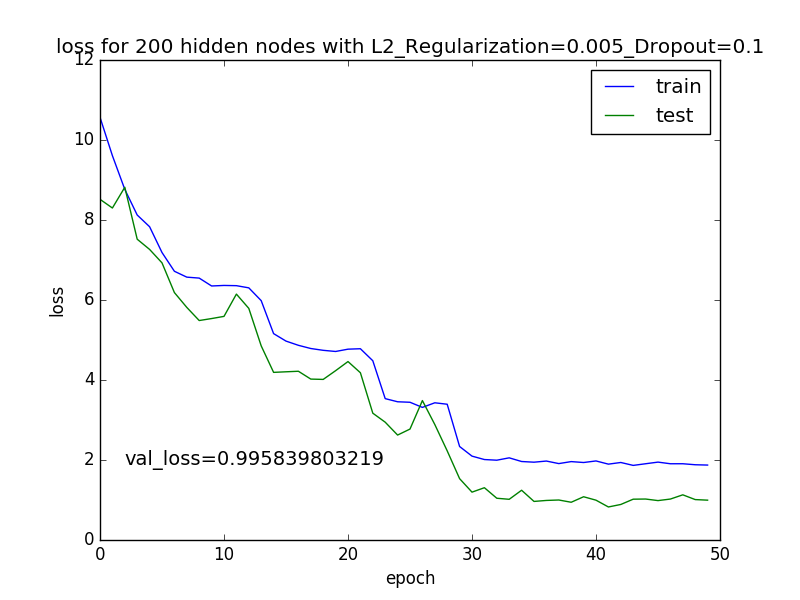 loss for 200 hidden nodes with L2_Regularization=0.005_Dropout=0.1
12
10
8
6
4
2
0
loss
train
test
val_loss=0.995839803219
0 10 20 30 40 50
epoch